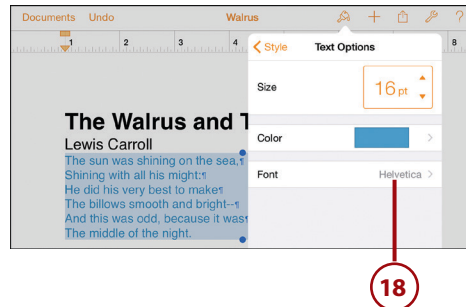 Documents Undo Walrus ?
1 2 3 4 8
Style Text Options
Size 16 pt
Color
Font Helvetica
The Walrus and T
Lewis Carroll
The sun was shining on the sea,¶
Shining with all his might:¶
He did his very best to make¶
The billows smooth and bright--¶
And this was odd, because it was¶
The middle of the night.
18